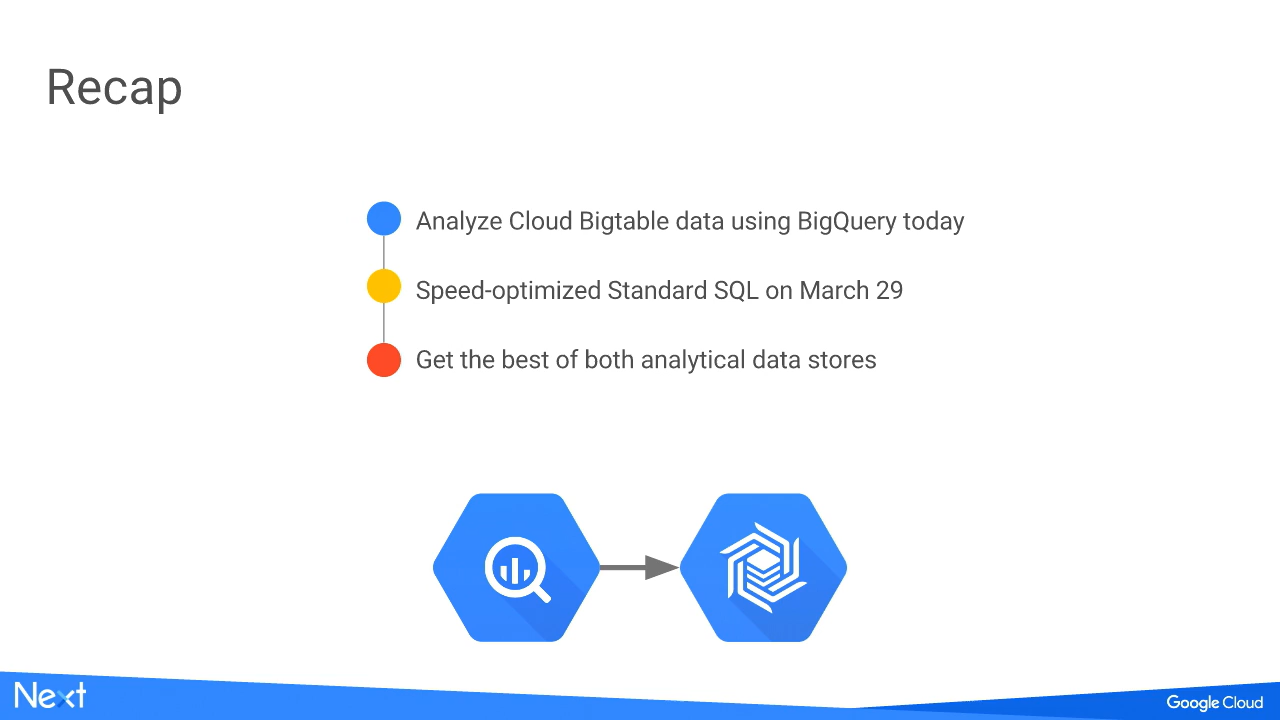 Recap
Analyze Cloud Bigtable data using BigQuery today
Speed-optimized Standard SQL on March 29
Get the best of both analytical data stores
Next
Google Cloud